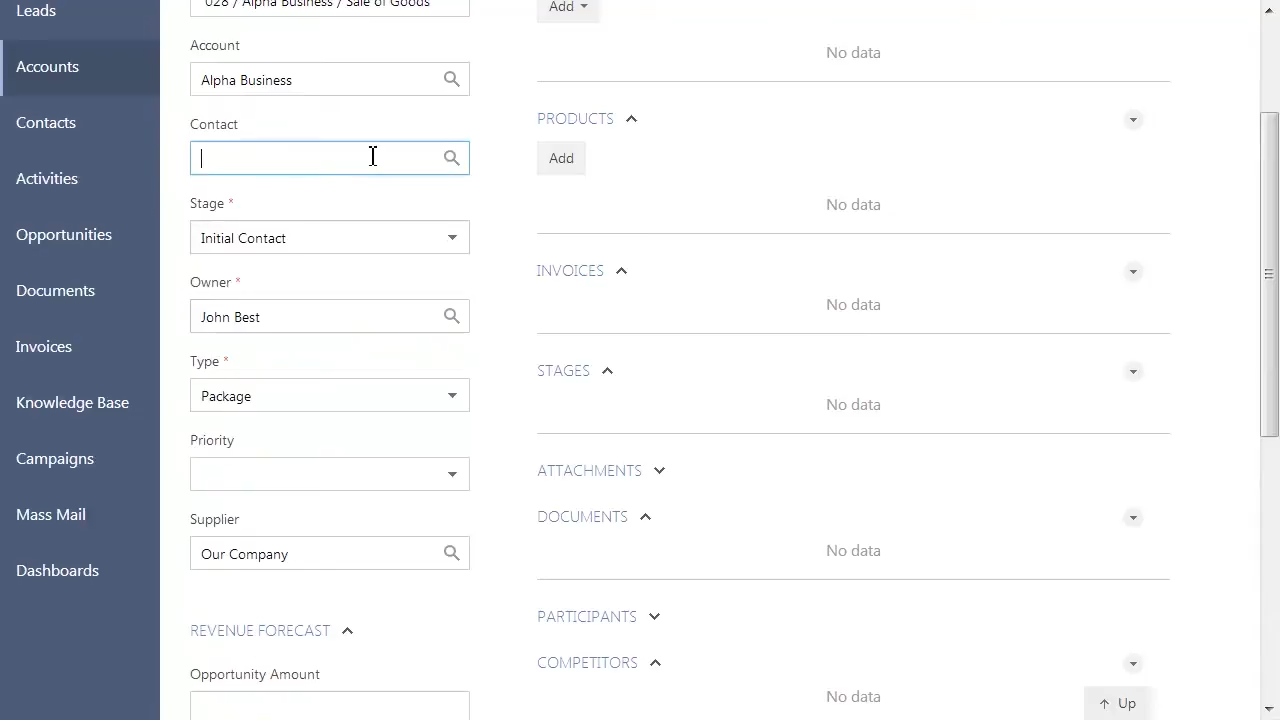 Leads
Accounts
Contacts
Activities
Opportunities
Documents
Invoices
Knowledge Base
Campaigns
Mass Mail
Dashboards
028 / Alpha Business / Sale of Goods
Account
Alpha Business
Contact
Stage *
Initial Contact
Owner *
John Best
Type *
Package
Priority
Supplier
Our Company
REVENUE FORECAST
Opportunity Amount
Add
No data
PRODUCTS
Add
No data
INVOICES
No data
STAGES
No data
ATTACHMENTS
DOCUMENTS
No data
PARTICIPANTS
COMPETITORS
No data
Up